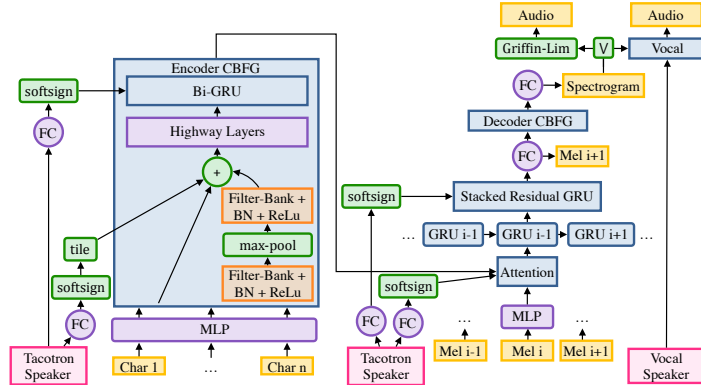 Audio
Audio
Griffin-Lim
V
Vocal
Encoder CBFG
softsign
Bi-GRU
FC
Spectrogram
FC
Highway Layers
Decoder CBFG
+
FC
Mel i+1
Filter-Bank +
BN + ReLu
softsign
Stacked Residual GRU
tile
max-pool
...
GRU i-1
GRU i-1
GRU i+1
...
softsign
Filter-Bank +
BN + ReLu
softsign
Attention
FC
MLP
FC
FC
...
MLP
...
Tacotron
Speaker
Char 1
...
Char n
Tacotron
Speaker
Mel i-1
Mel i
Mel i+1
Vocal
Speaker